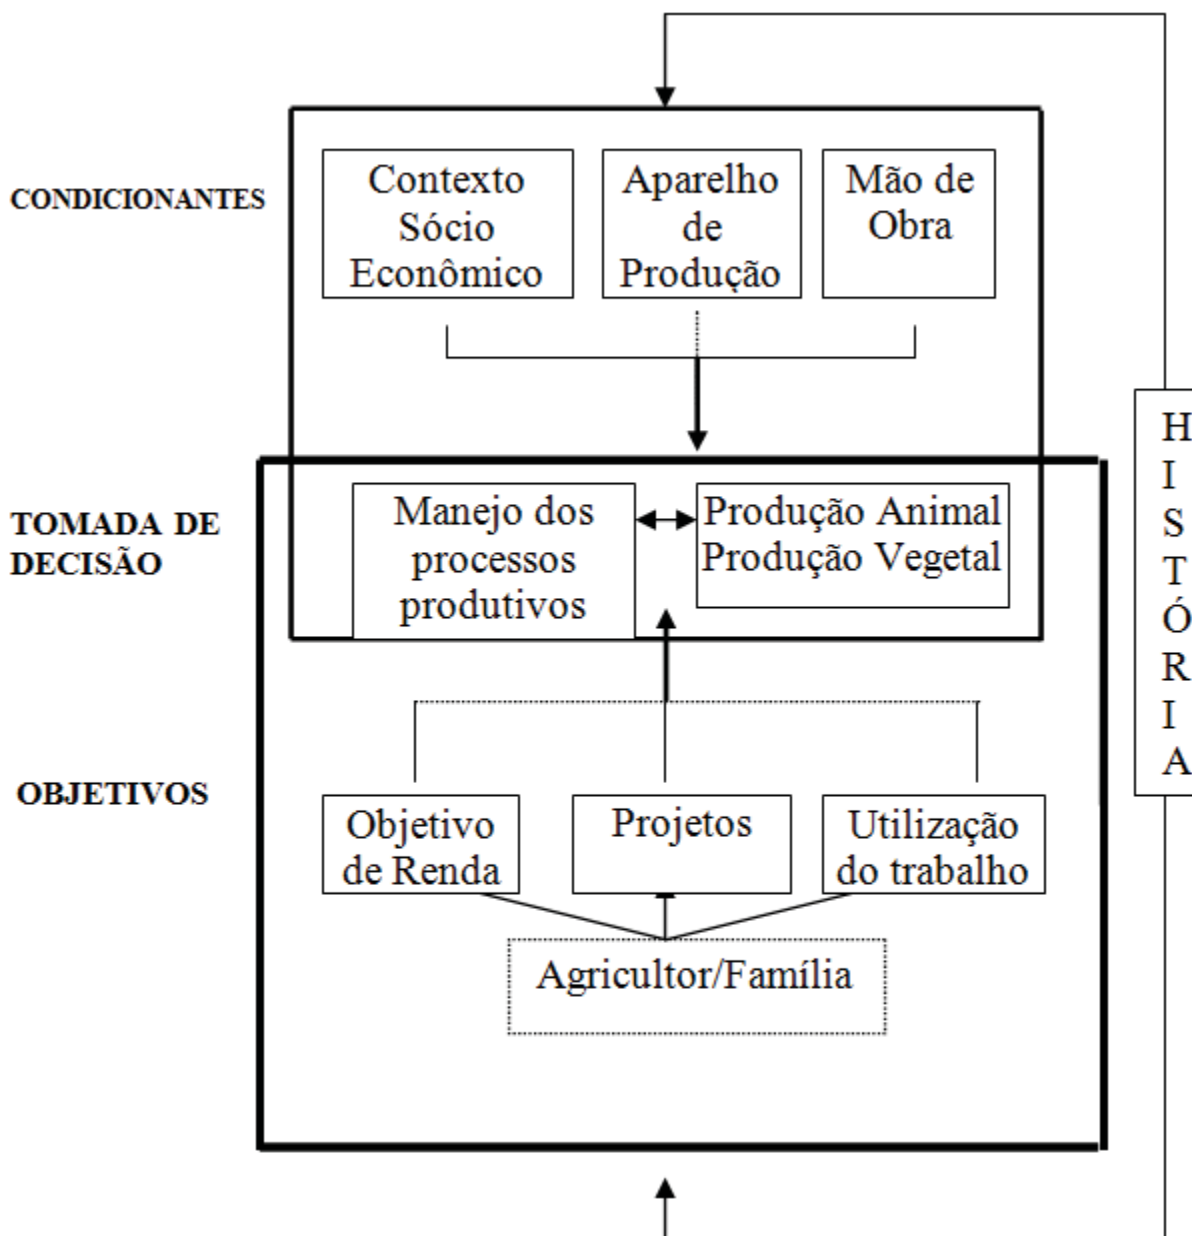 CONDICIONANTES
Contexto
Sócio
Econômico
Aparelho
de
Produção
Mão de
Obra
H
I
S
T
Ó
R
I
A
TOMADA DE
DECISÃO
Manejo dos
processos
produtivos
Produção Animal
Produção Vegetal
OBJETIVOS
Objetivo
de Renda
Projetos
Utilização
do trabalho
Agricultor/Família